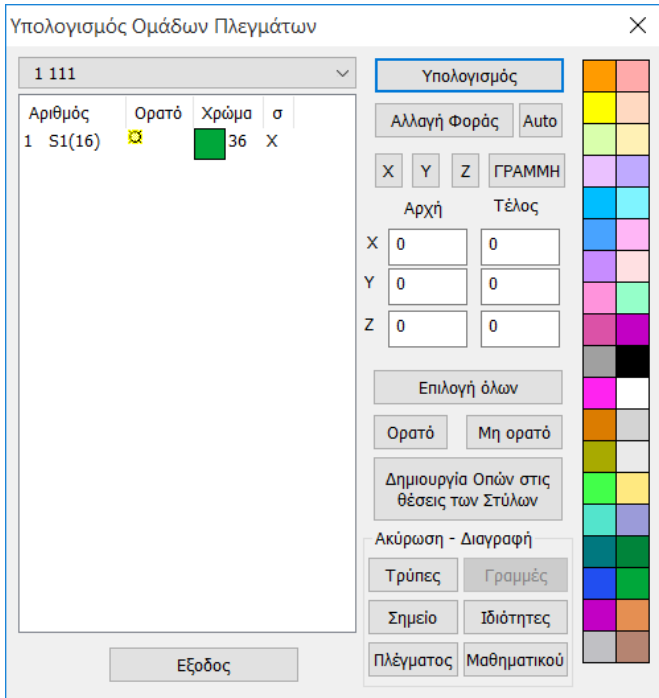 Υπολογισμός Ομάδων Πλεγμάτων
1 111
Αριθμός Ορατό Χρώμα σ
1 S1(16) 36 X
Εξοδος
Υπολογισμός
Αλλαγή Φοράς Auto
X Y Z ΓΡΑΜΜΗ
Αρχή Τέλος
X 0 0
Y 0 0
Z 0 0
Επιλογή όλων
Ορατό Μη ορατό
Δημιουργία Οπών στις
θέσεις των Στύλων
Ακύρωση - Διαγραφή
Τρύπες Γραμμές
Σημείο Ιδιότητες
Πλέγματος Μαθηματικού